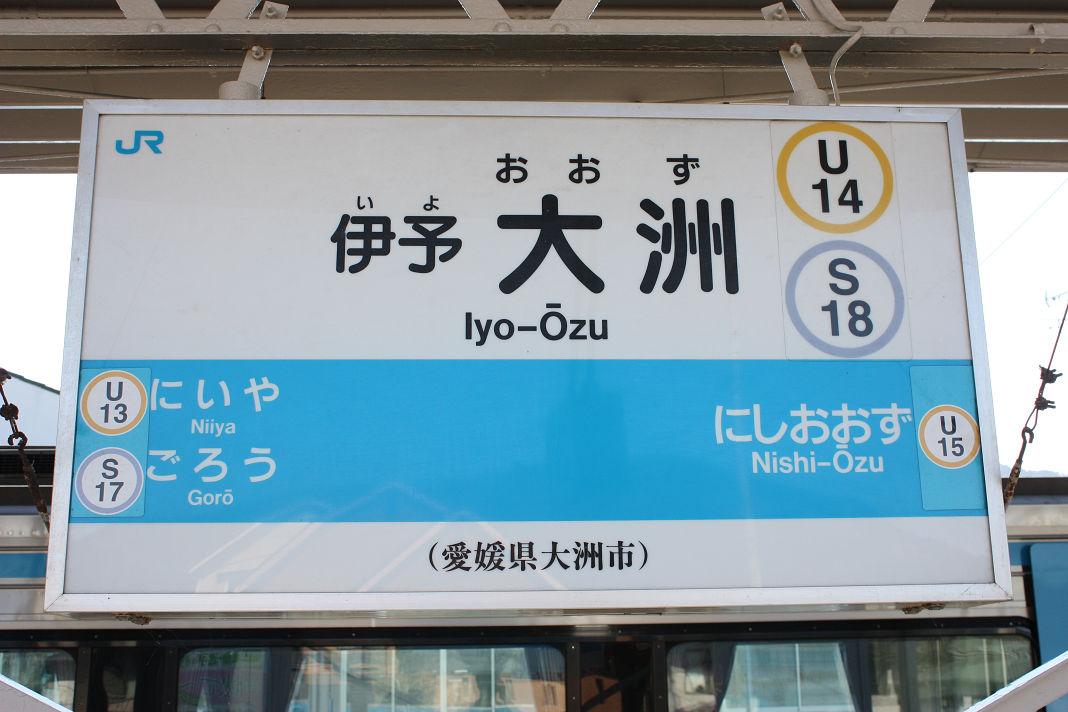 JR
いよ おおず
伊予大洲
Iyo-Ōzu
U
14
S
18
U
13
にいや
Niiya
S
17
ごろう
Gorō
にしおおず
Nishi-Ōzu
U
15
(愛媛県大洲市)